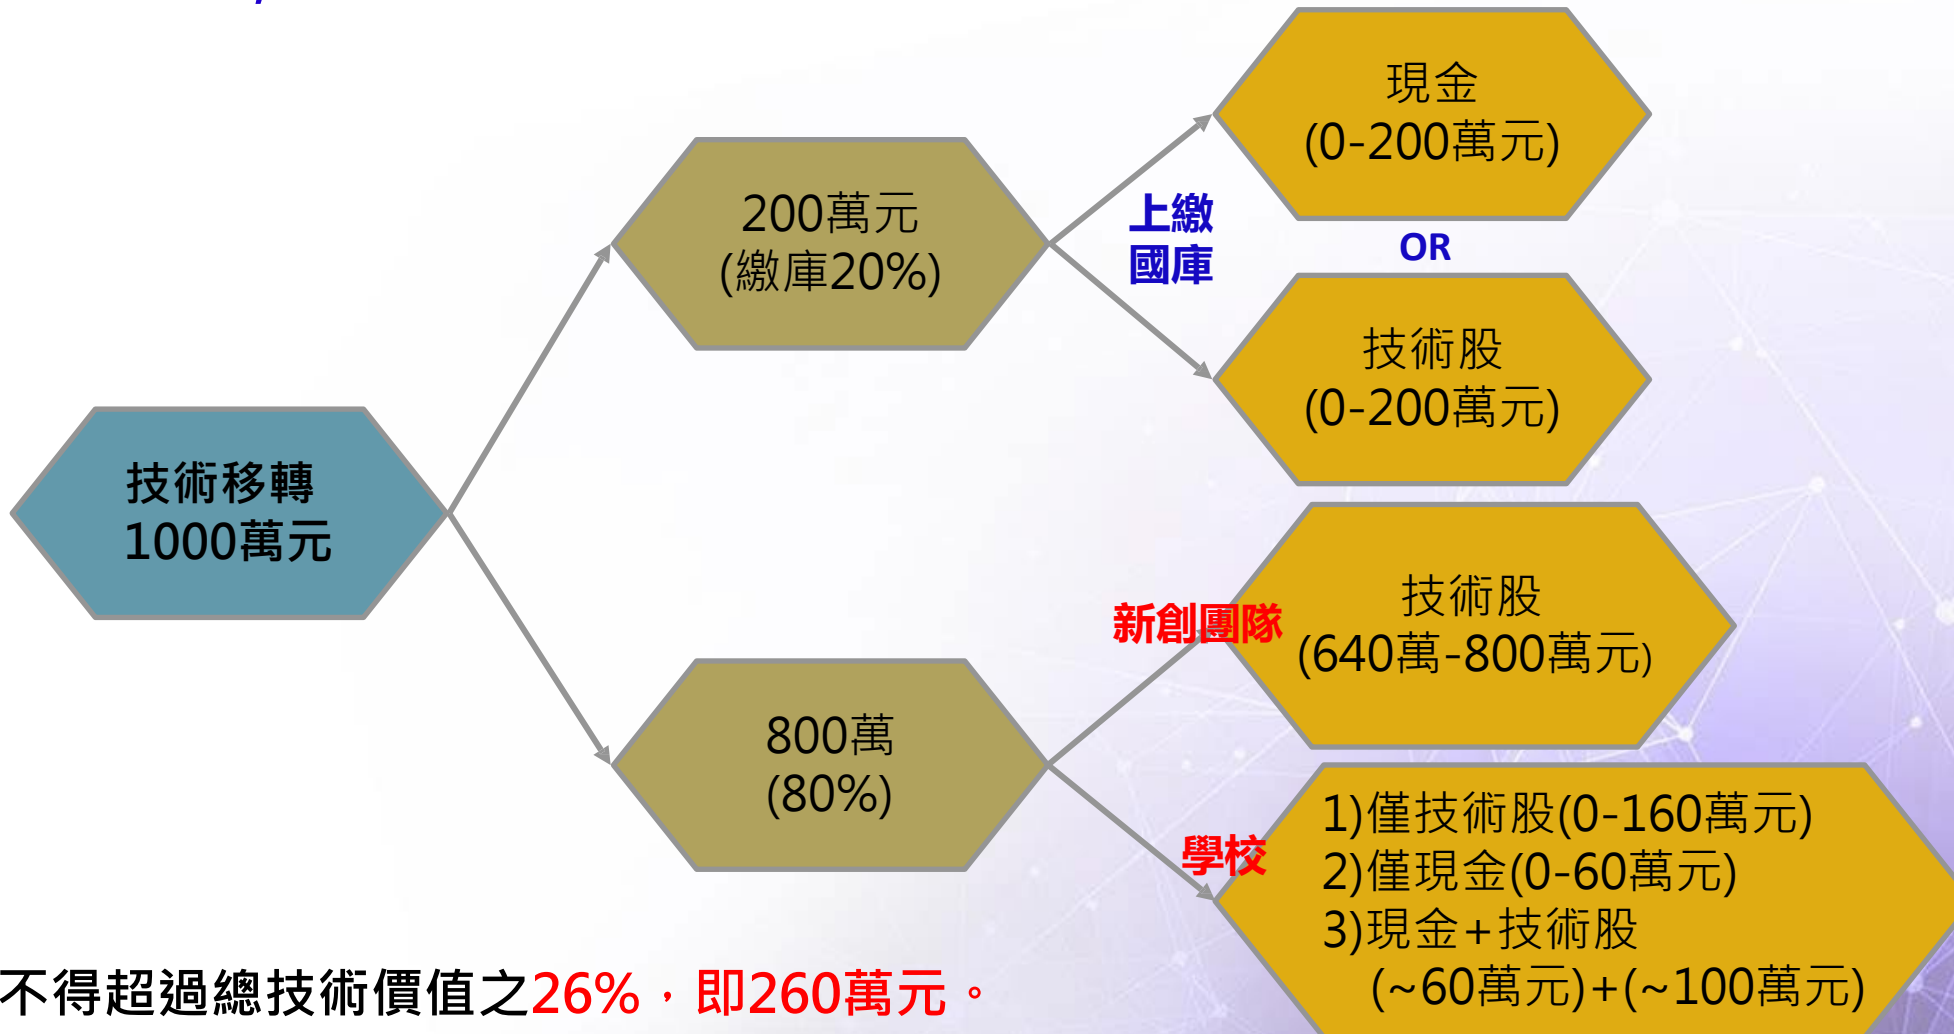 技術移轉
1000萬元
200萬元
(繳庫20%)
上繳
國庫
現金
(0-200萬元)
OR
技術股
(0-200萬元)
800萬
(80%)
新創團隊
技術股
(640萬-800萬元)
學校
1)僅技術股(0-160萬元)
2)僅現金(0-60萬元)
3)現金+技術股
(~60萬元)+(~100萬元)
不得超過總技術價值之26%，即260萬元。